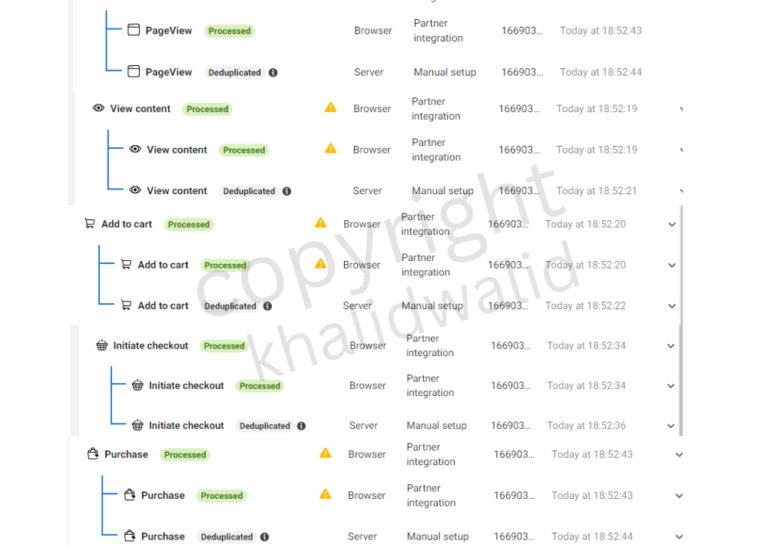 Partner
PageView Processed Browser integration 166903... Today at 18:52:43
PageView Deduplicated Server Manual setup 166903... Today at 18:52:44
Partner
View content Processed Browser integration 166903... Today at 18:52:19
Partner
View content Processed Browser integration 166903... Today at 18:52:19
View content Deduplicated Server Manual setup 166903... Today at 18:52:21
Partner
Add to cart Processed Browser integration 166903... Today at 18:52:20
Partner
Add to cart Processed Browser integration 166903... Today at 18:52:20
Add to cart Deduplicated Server Manual setup 166903... Today at 18:52:22
Partner
Initiate checkout Processed Browser integration 166903... Today at 18:52:34
Partner
Initiate checkout Processed Browser integration 166903... Today at 18:52:34
Initiate checkout Deduplicated Server Manual setup 166903... Today at 18:52:36
Partner
Purchase Processed Browser integration 166903... Today at 18:52:43
Partner
Purchase Processed Browser integration 166903... Today at 18:52:43
Purchase Deduplicated Server Manual setup 166903... Today at 18:52:44
copyright
khalidwalid